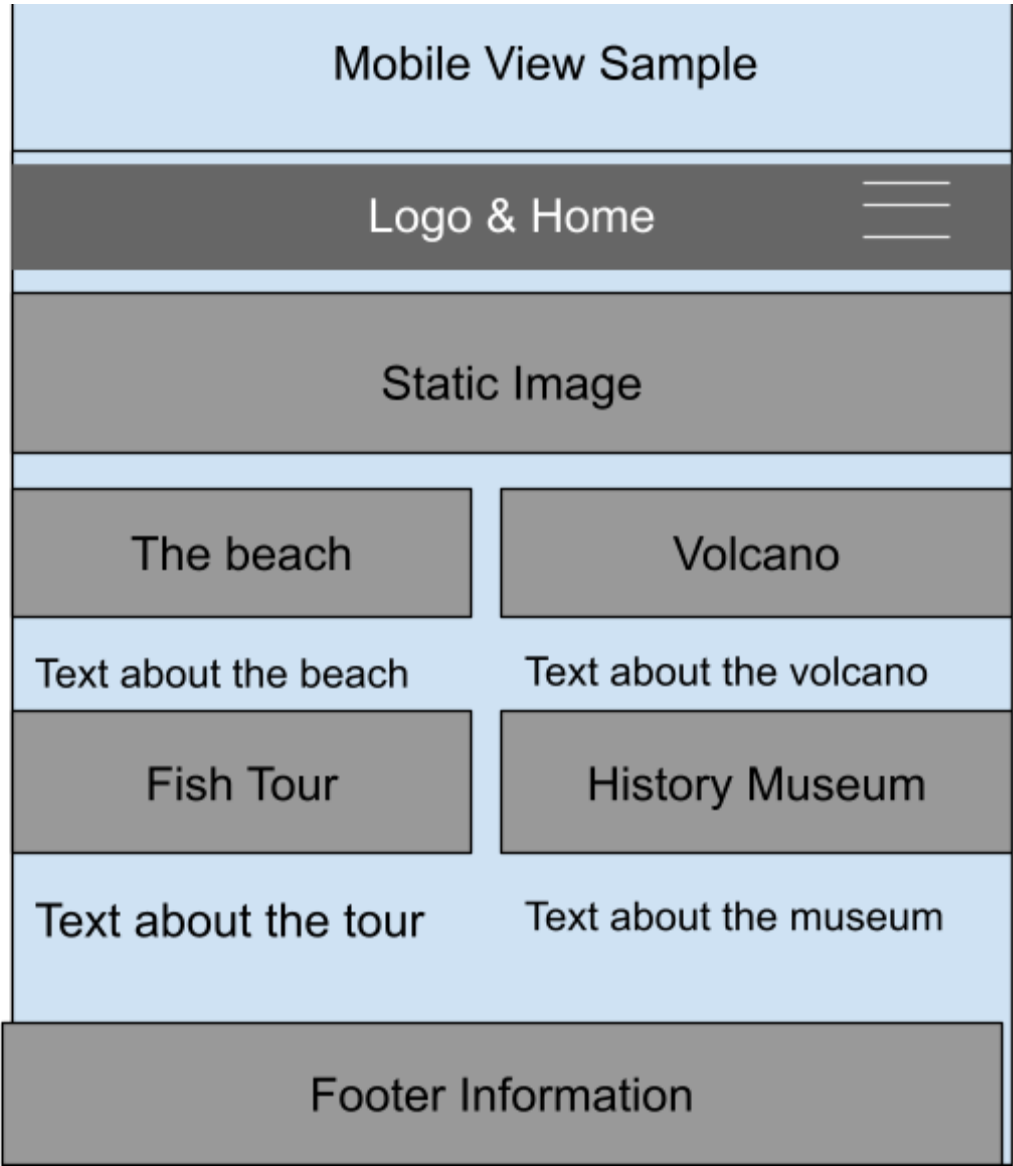 Mobile View Sample
Logo & Home
Static Image
The beach
Volcano
Text about the beach
Text about the volcano
Fish Tour
History Museum
Text about the tour
Text about the museum
Footer Information